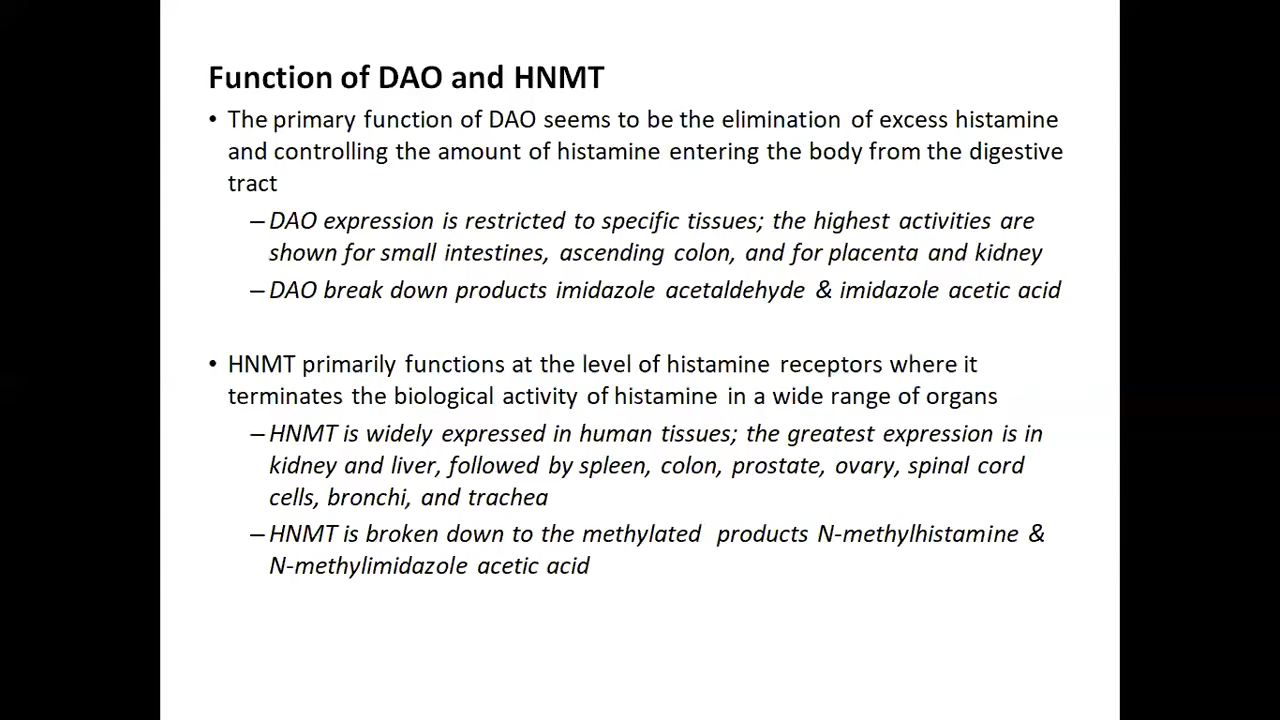 Function of DAO and HNMT
• The primary function of DAO seems to be the elimination of excess histamine
and controlling the amount of histamine entering the body from the digestive
tract
– DAO expression is restricted to specific tissues; the highest activities are
shown for small intestines, ascending colon, and for placenta and kidney
– DAO break down products imidazole acetaldehyde & imidazole acetic acid
• HNMT primarily functions at the level of histamine receptors where it
terminates the biological activity of histamine in a wide range of organs
– HNMT is widely expressed in human tissues; the greatest expression is in
kidney and liver, followed by spleen, colon, prostate, ovary, spinal cord
cells, bronchi, and trachea
– HNMT is broken down to the methylated products N-methylhistamine &
N-methylimidazole acetic acid